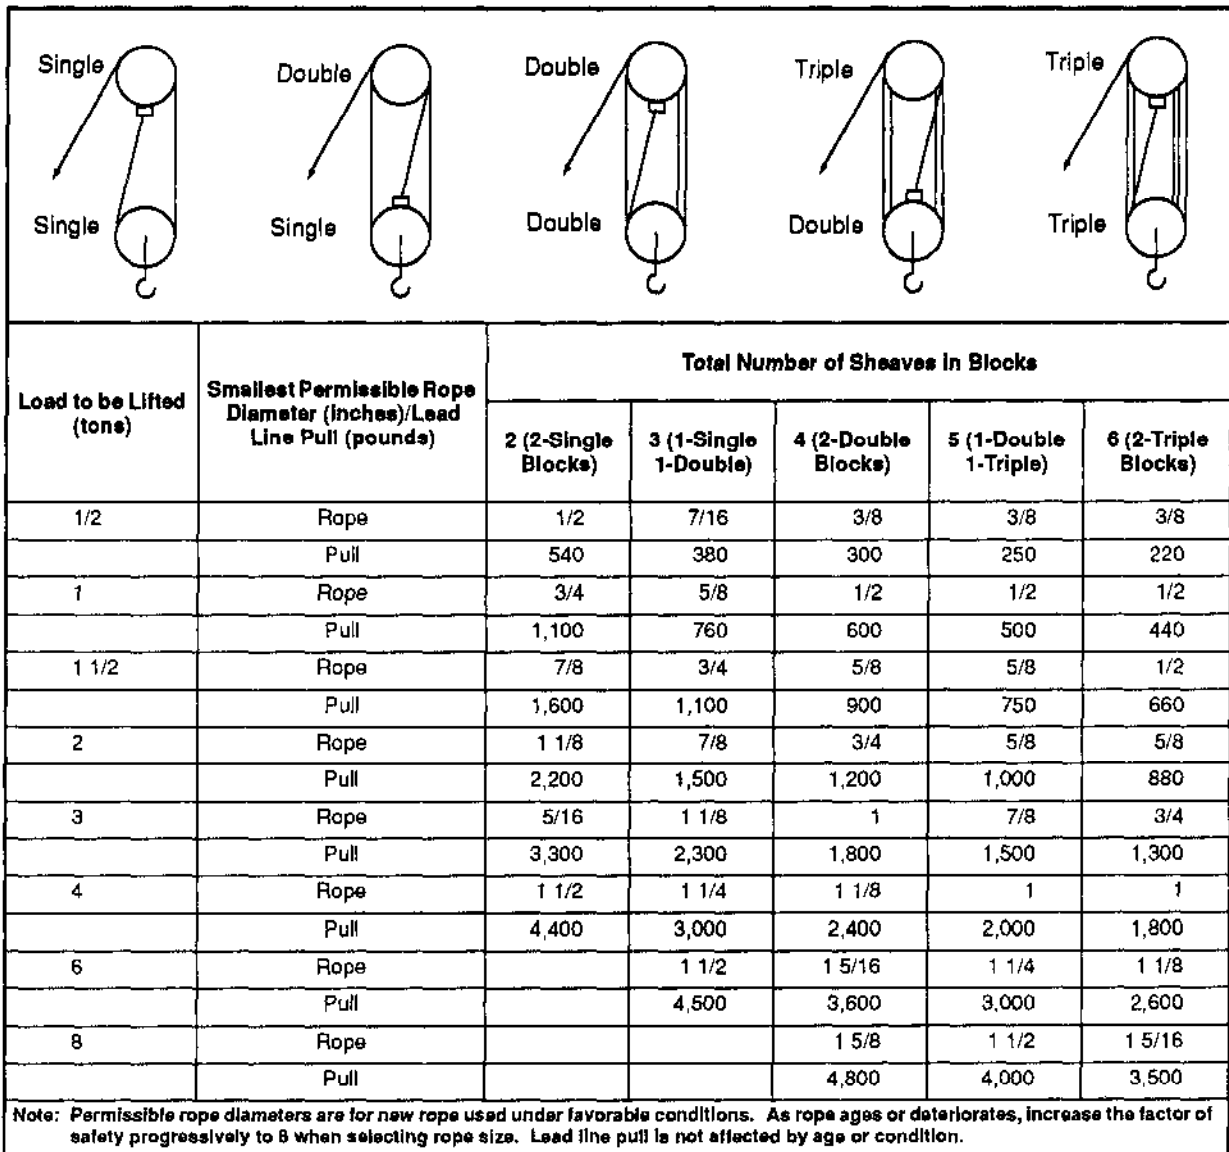 Single Double Double Triple Triple
Single Single Double Double Triple
Load to be Lifted (tons)
Smallest Permissible Rope Diameter (Inches)/Lead Line Pull (pounds)
Total Number of Sheaves in Blocks
2 (2-Single Blocks) 3 (1-Single 1-Double) 4 (2-Double Blocks) 5 (1-Double 1-Triple) 6 (2-Triple Blocks)
1/2 Rope 1/2 7/16 3/8 3/8 3/8
Pull 540 380 300 250 220
1 Rope 3/4 5/8 1/2 1/2 1/2
Pull 1,100 760 600 500 440
1 1/2 Rope 7/8 3/4 5/8 5/8 1/2
Pull 1,600 1,100 900 750 660
2 Rope 1 1/8 7/8 3/4 5/8 5/8
Pull 2,200 1,500 1,200 1,000 880
3 Rope 5/16 1 1/8 1 7/8 3/4
Pull 3,300 2,300 1,800 1,500 1,300
4 Rope 1 1/2 1 1/4 1 1/8 1 1
Pull 4,400 3,000 2,400 2,000 1,800
6 Rope 1 1/2 1 5/16 1 1/4 1 1/8
Pull 4,500 3,600 3,000 2,600
8 Rope 1 5/8 1 1/2 1 5/16
Pull 4,800 4,000 3,500
Note: Permissible rope diameters are for new rope used under favorable conditions. As rope ages or deteriorates, increase the factor of
safety progressively to 8 when selecting rope size. Lead line pull is not affected by age or condition.